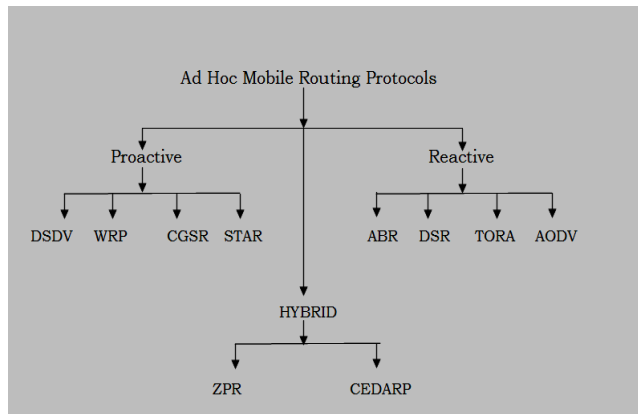 Ad Hoc Mobile Routing Protocols
Proactive Reactive
DSDV WRP CGSR STAR ABR DSR TORA AODV
HYBRID
ZPR CEDARP